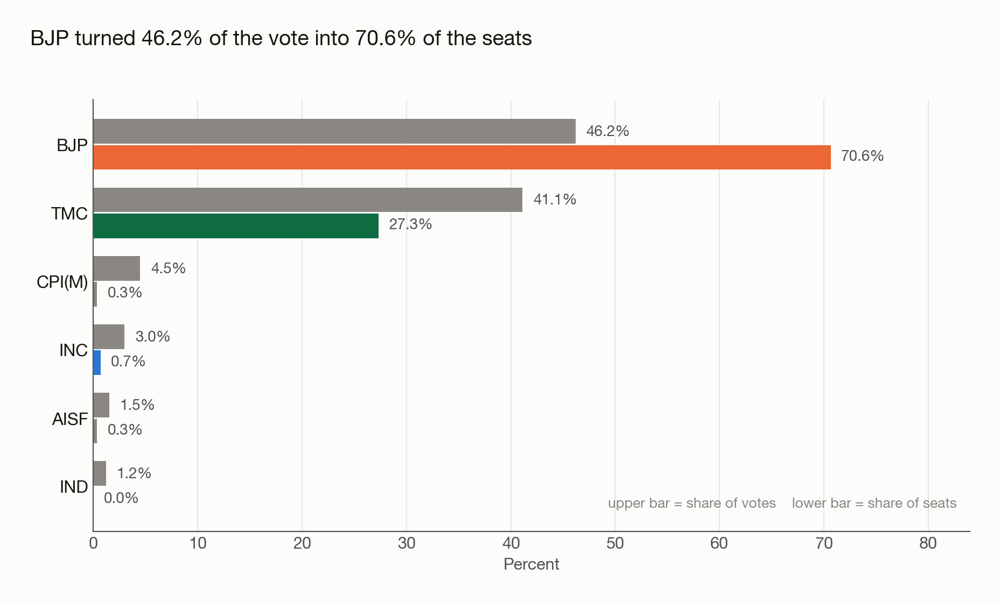 BJP turned 46.2% of the vote into 70.6% of the seats
BJP
46.2%
70.6%
TMC
41.1%
27.3%
CPI(M)
4.5%
0.3%
INC
3.0%
0.7%
AISF
1.5%
0.3%
IND
1.2%
0.0%
upper bar = share of votes lower bar = share of seats
0 10 20 30 40 50 60 70 80
Percent